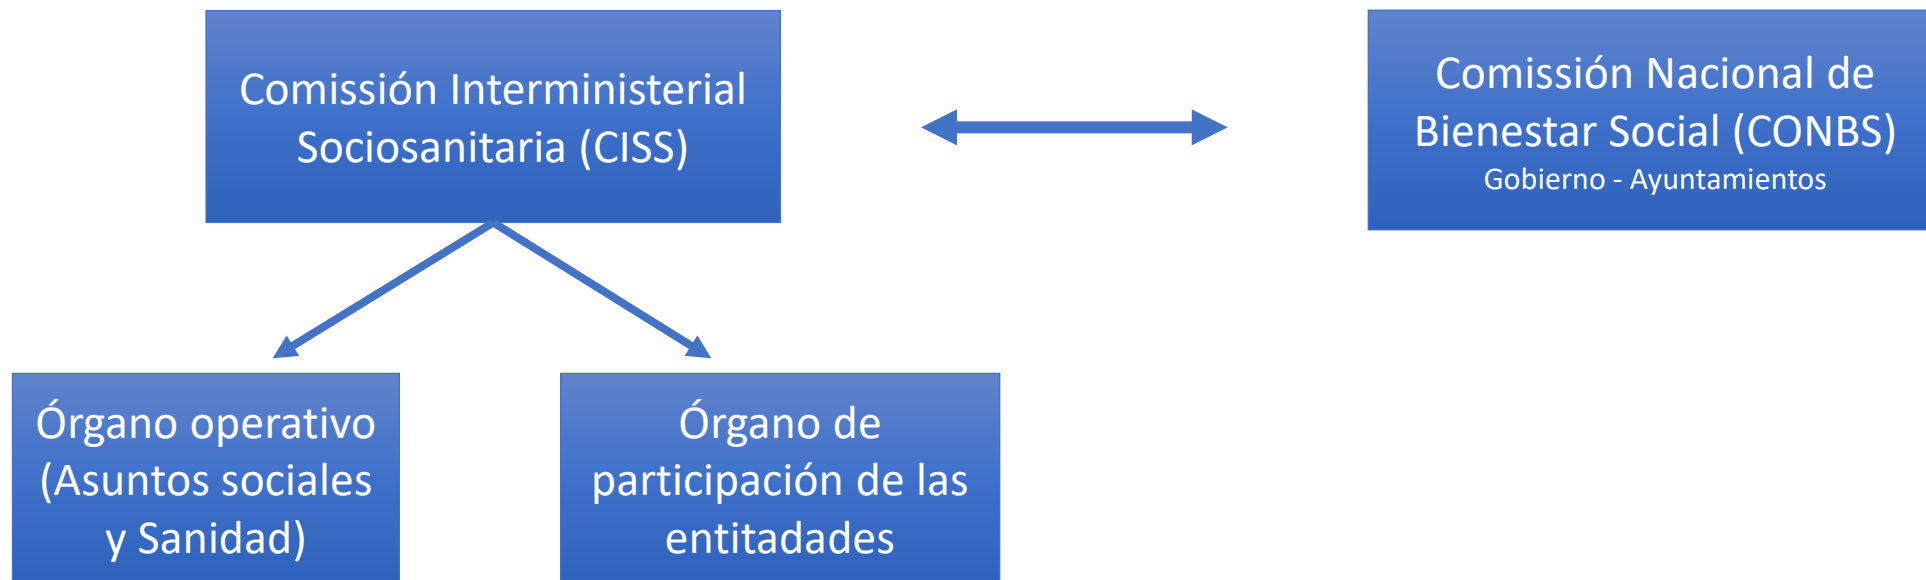 Comissión Interministerial
Sociosanitaria (CISS)
Comissión Nacional de
Bienestar Social (CONBS)
Gobierno - Ayuntamientos
Órgano operativo
(Asuntos sociales
y Sanidad)
Órgano de
participación de las
entitadades